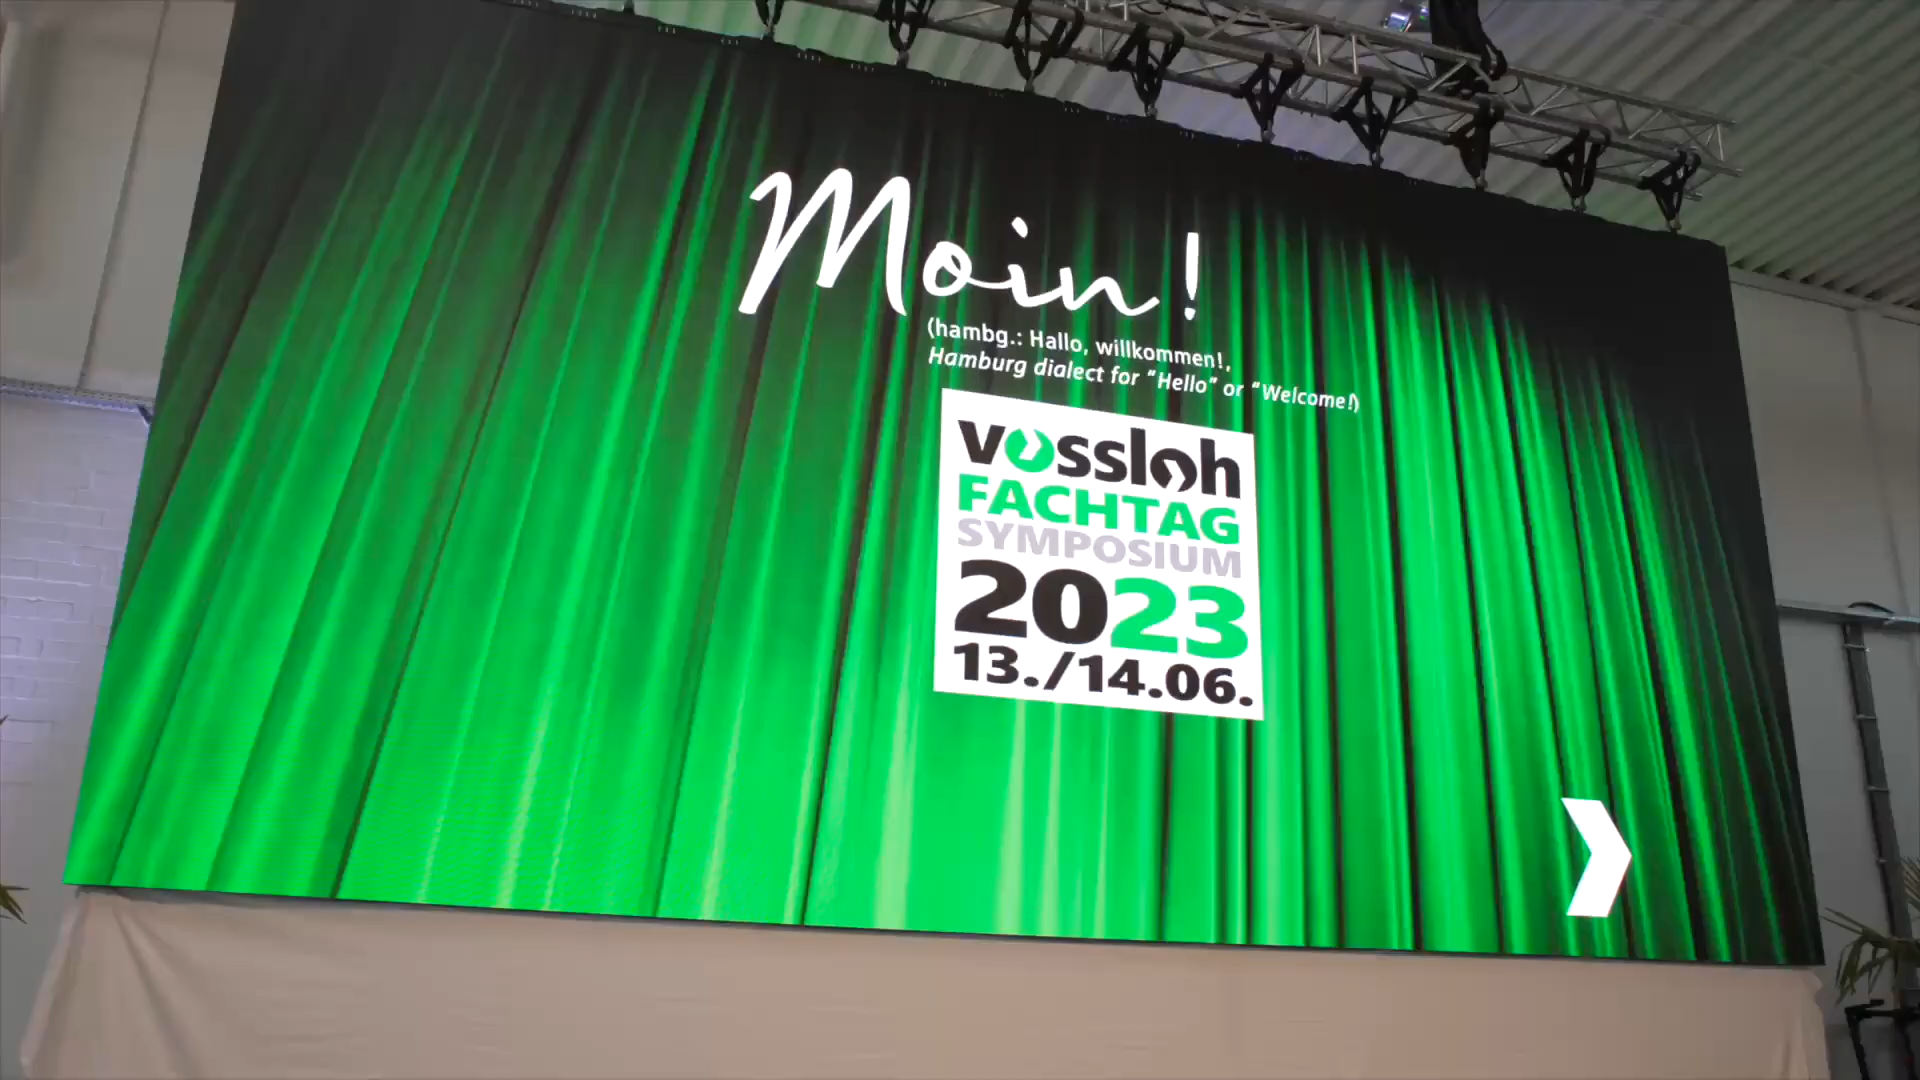 Moin!
(hambg.: Hallo, willkommen!,
Hamburg dialect for "Hello" or "Welcome!)
vossloh
FACHTAG
SYMPOSIUM
2023
13./14.06.